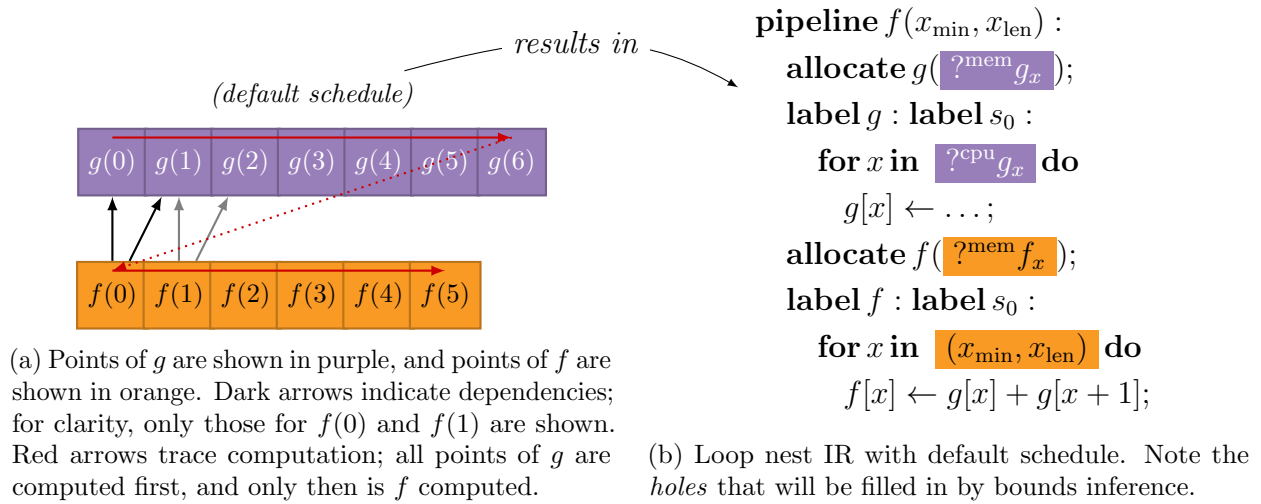 results in
(default schedule)
g(0) g(1) g(2) g(3) g(4) g(5) g(6)
f(0) f(1) f(2) f(3) f(4) f(5)
(a) Points of g are shown in purple, and points of f are
shown in orange. Dark arrows indicate dependencies;
for clarity, only those for f(0) and f(1) are shown.
Red arrows trace computation; all points of g are
computed first, and only then is f computed.
pipeline f(x_min, x_len) :
allocate g( ?^mem g_x );
label g : label s_0 :
for x in ?^cpu g_x do
g[x] ← . . . ;
allocate f( ?^mem f_x );
label f : label s_0 :
for x in (x_min, x_len) do
f[x] ← g[x] + g[x + 1];
(b) Loop nest IR with default schedule. Note the
holes that will be filled in by bounds inference.